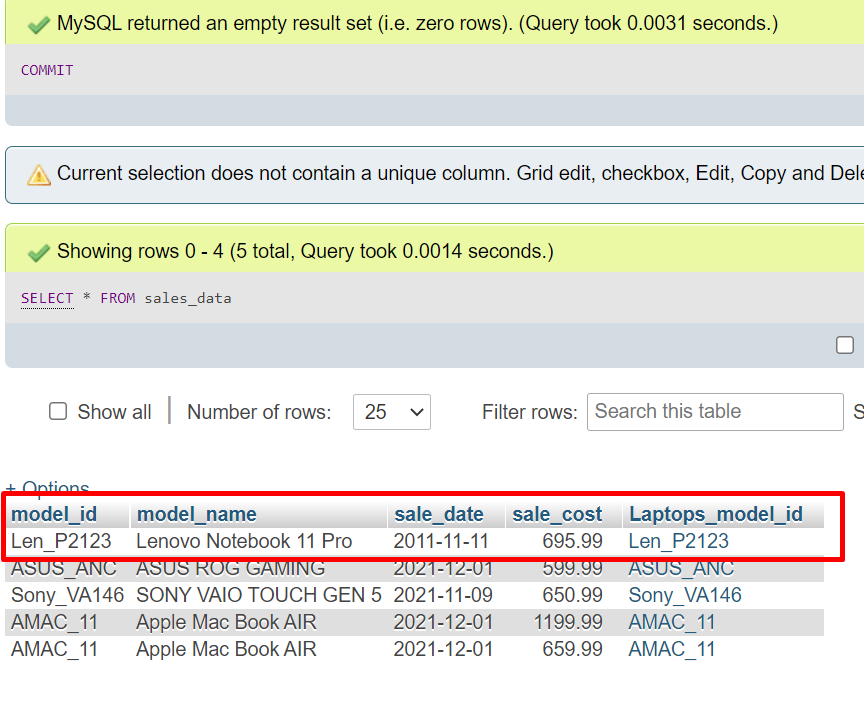 MySQL returned an empty result set (i.e. zero rows). (Query took 0.0031 seconds.)
COMMIT
Current selection does not contain a unique column. Grid edit, checkbox, Edit, Copy and Dele
Showing rows 0 - 4 (5 total, Query took 0.0014 seconds.)
SELECT * FROM sales_data
Show all | Number of rows: 25 Filter rows: Search this table S
+ Options
model_id model_name sale_date sale_cost Laptops_model_id
Len_P2123 Lenovo Notebook 11 Pro 2011-11-11 695.99 Len_P2123
ASUS_ANC ASUS ROG GAMING 2021-12-01 599.99 ASUS_ANC
Sony_VA146 SONY VAIO TOUCH GEN 5 2021-11-09 650.99 Sony_VA146
AMAC_11 Apple Mac Book AIR 2021-12-01 1199.99 AMAC_11
AMAC_11 Apple Mac Book AIR 2021-12-01 659.99 AMAC_11